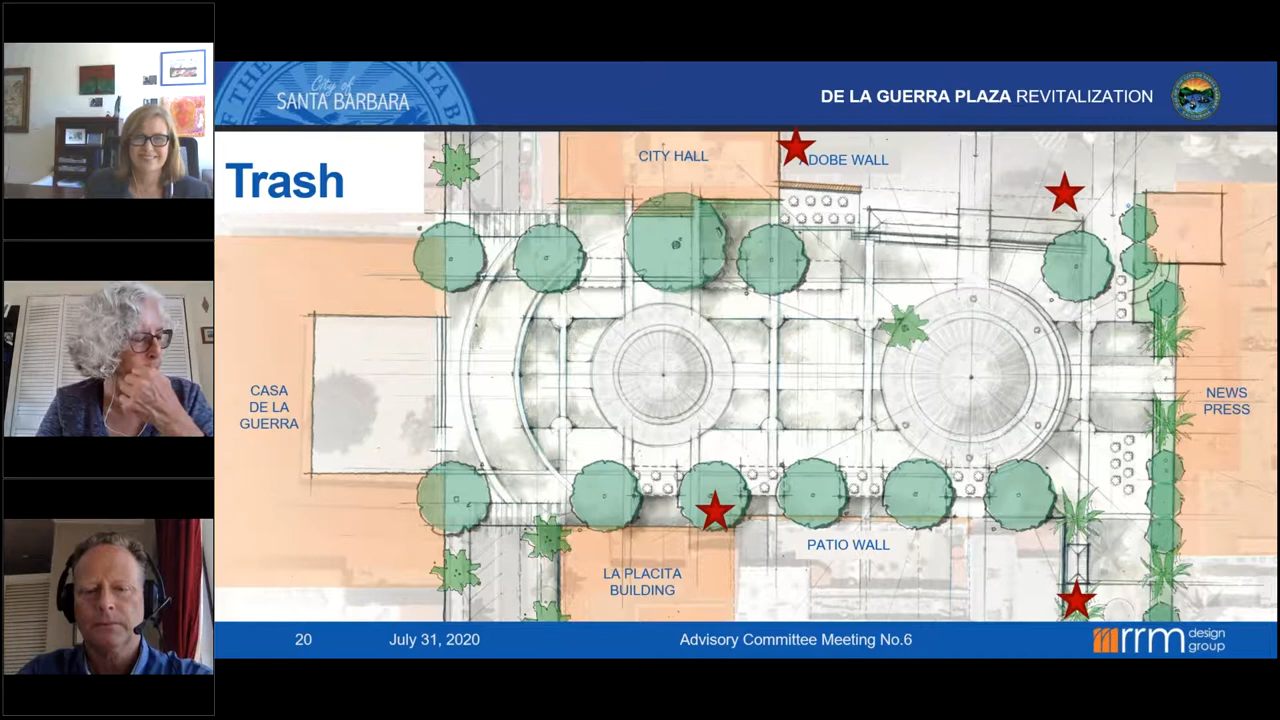 City of
SANTA BARBARA
DE LA GUERRA PLAZA REVITALIZATION
Trash
CITY HALL
DOBE WALL
CASA
DE LA
GUERRA
NEWS
PRESS
PATIO WALL
LA PLACITA
BUILDING
20
July 31, 2020
Advisory Committee Meeting No.6
rrm design
group